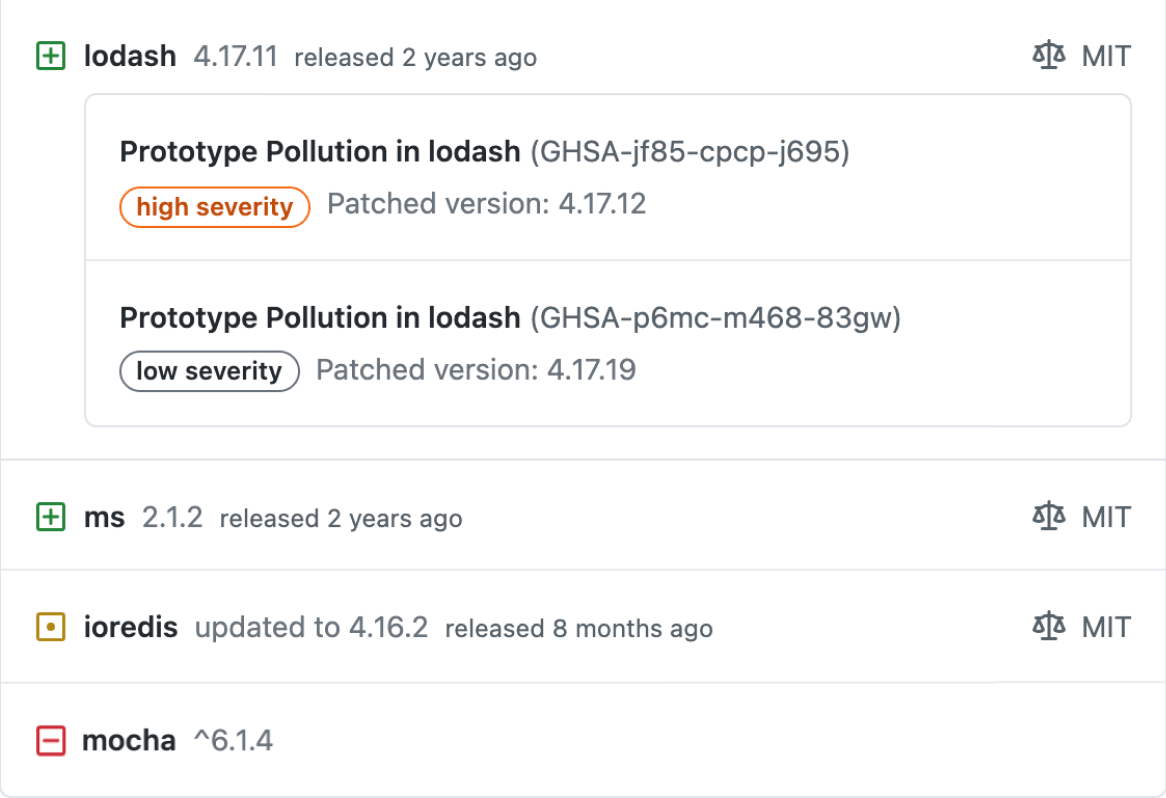 lodash 4.17.11 released 2 years ago MIT
Prototype Pollution in lodash (GHSA-jf85-cpcp-j695)
high severity Patched version: 4.17.12
Prototype Pollution in lodash (GHSA-p6mc-m468-83gw)
low severity Patched version: 4.17.19
ms 2.1.2 released 2 years ago MIT
ioredis updated to 4.16.2 released 8 months ago MIT
mocha ^6.1.4